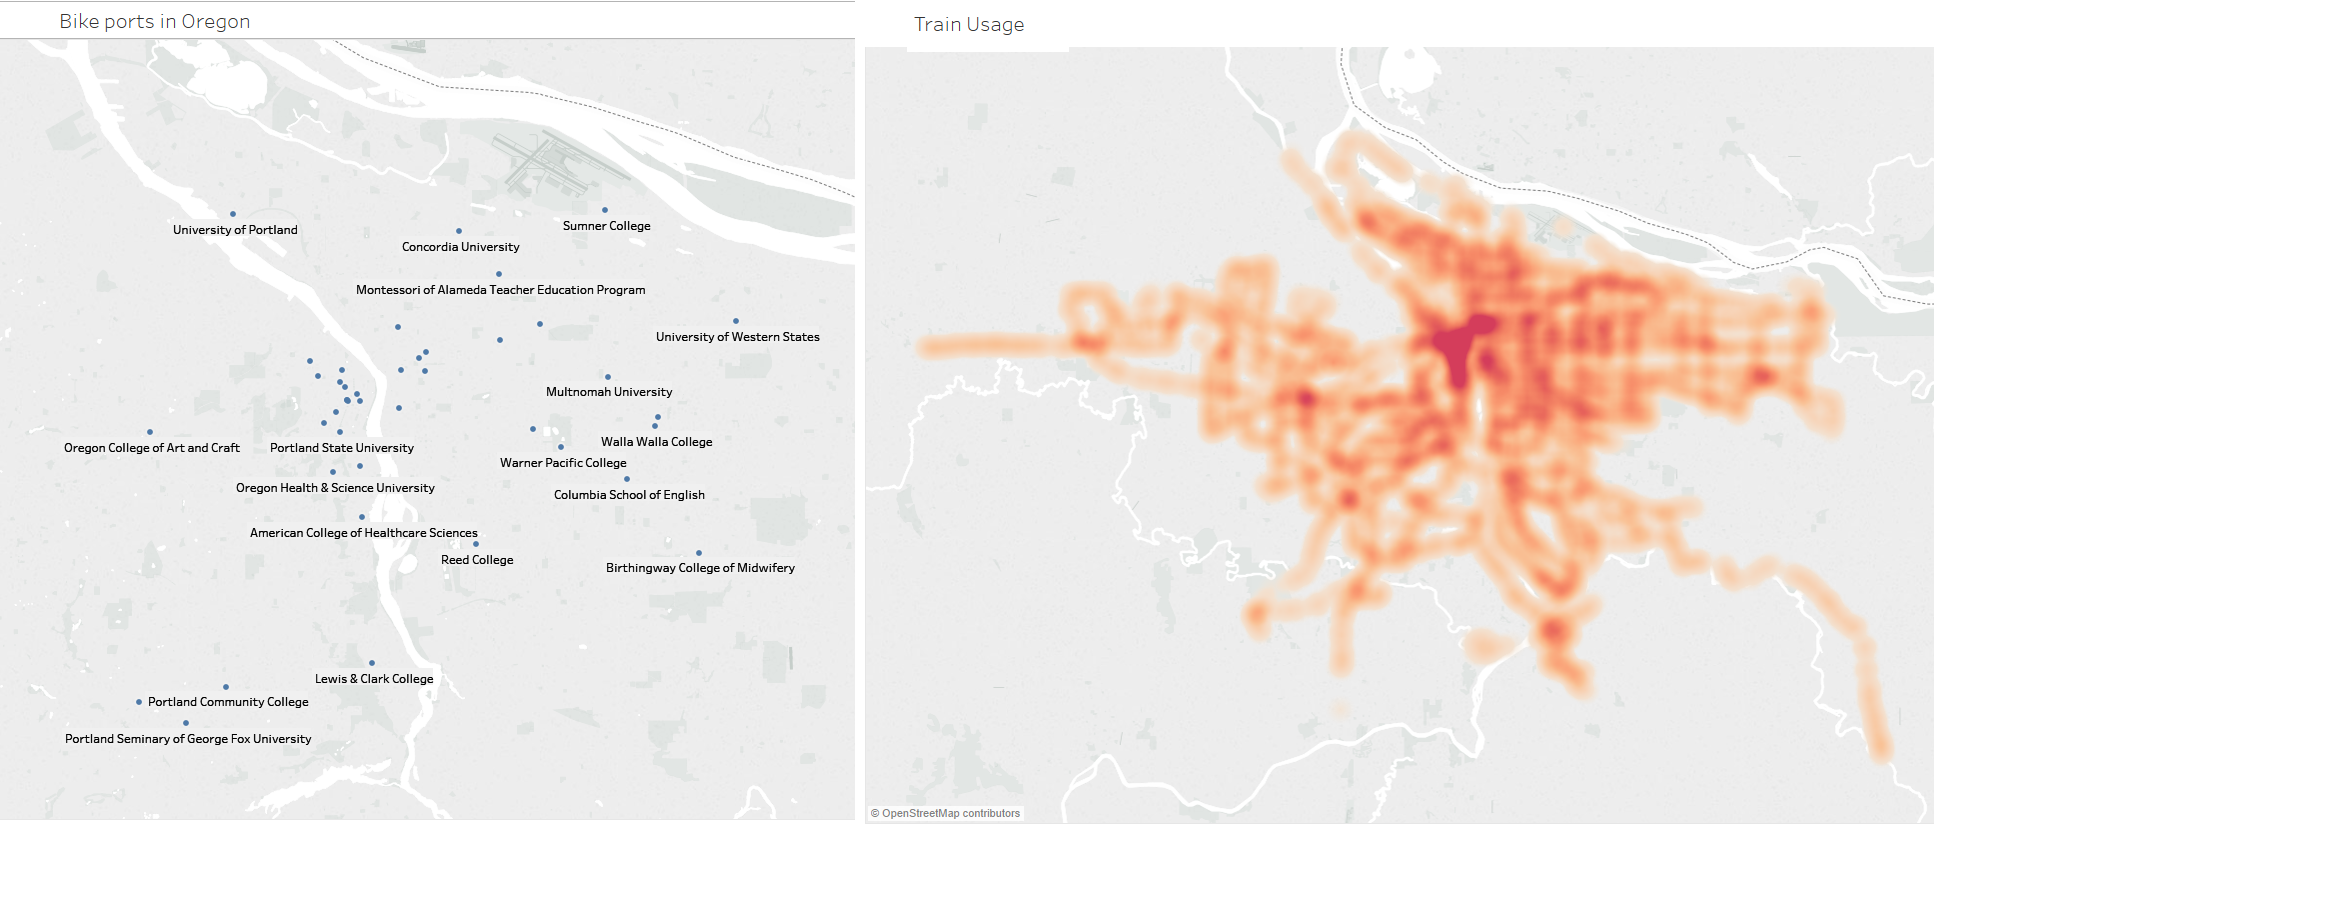 Bike ports in Oregon
Train Usage
University of Portland
Sumner College
Concordia University
Montessori of Alameda Teacher Education Program
University of Western States
Multnomah University
Oregon College of Art and Craft
Portland State University
Walla Walla College
Warner Pacific College
Oregon Health & Science University
Columbia School of English
American College of Healthcare Sciences
Reed College
Birthingway College of Midwifery
Lewis & Clark College
Portland Community College
Portland Seminary of George Fox University
© OpenStreetMap contributors